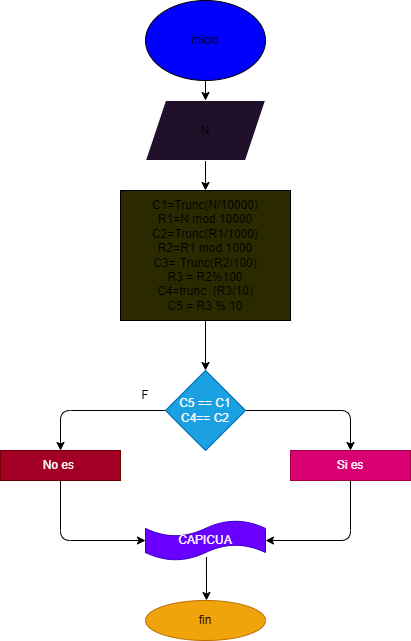 inicio
N
C1=Trunc(N/10000)
R1=N mod 10000
C2=Trunc(R1/1000)
R2=R1 mod 1000
C3= Trunc(R2/100)
R3 = R2%100
C4=trunc (R3/10)
C5 = R3 % 10
F
C5 == C1
C4== C2
No es
Si es
CAPICUA
fin